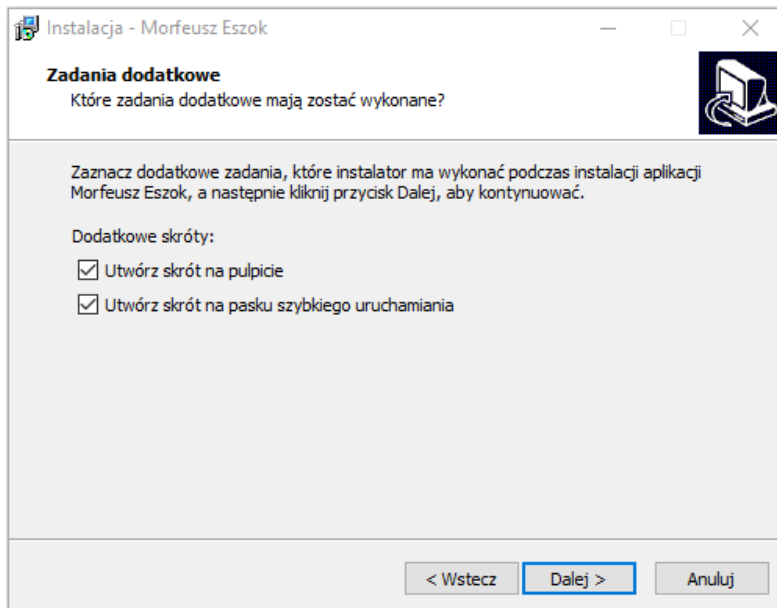 Instalacja - Morfeusz Eszok
Zadania dodatkowe
Które zadania dodatkowe mają zostać wykonane?
Zaznacz dodatkowe zadania, które instalator ma wykonać podczas instalacji aplikacji
Morfeusz Eszok, a następnie kliknij przycisk Dalej, aby kontynuować.
Dodatkowe skróty:
Utwórz skrót na pulpicie
Utwórz skrót na pasku szybkiego uruchamiania
< Wstecz
Dalej >
Anuluj